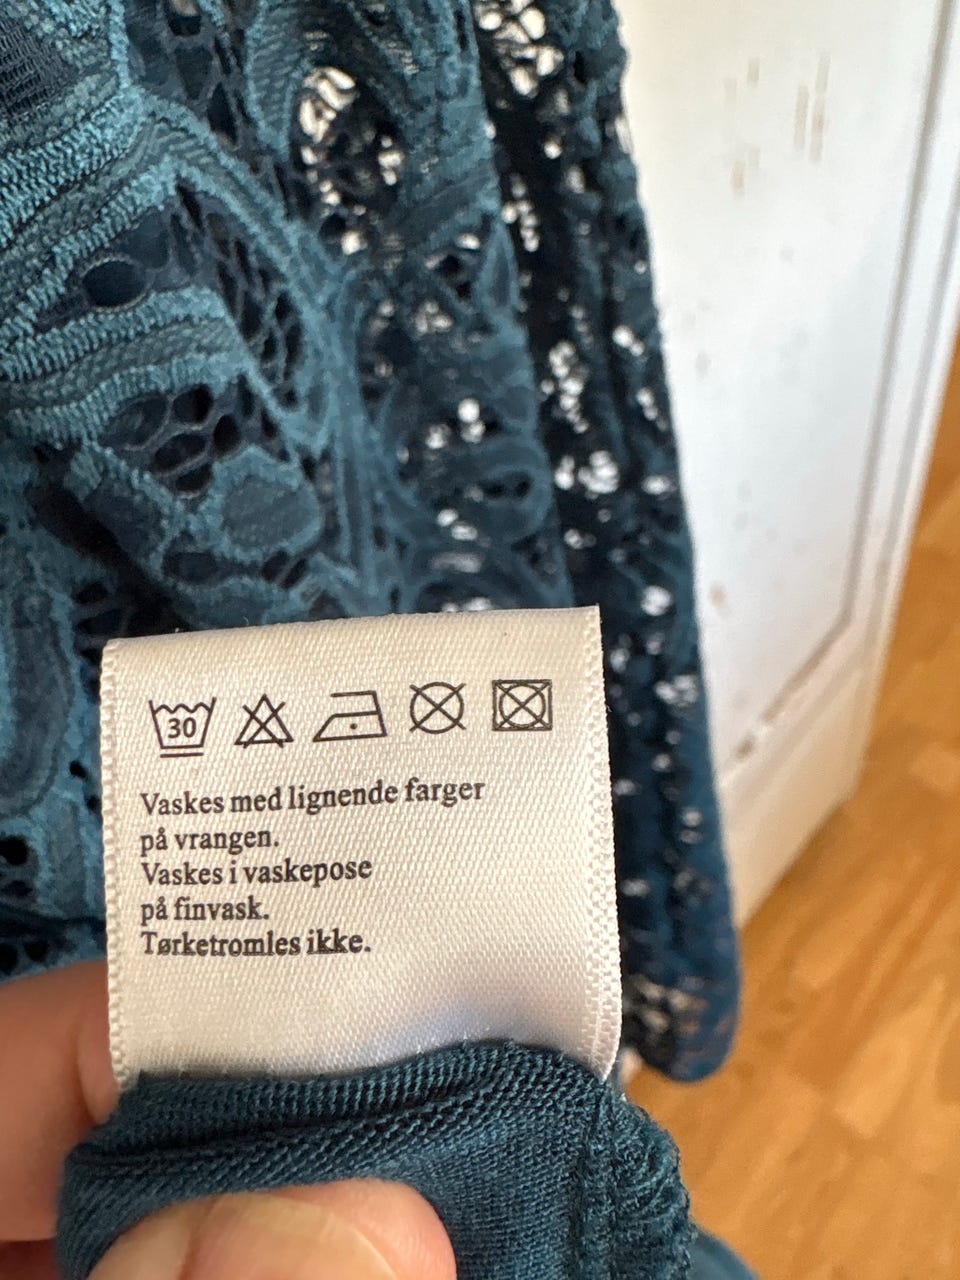 30
Vaskes med lignende farger
på vrangen.
Vaskes i vaskepose
på finvask.
Tørketromles ikke.